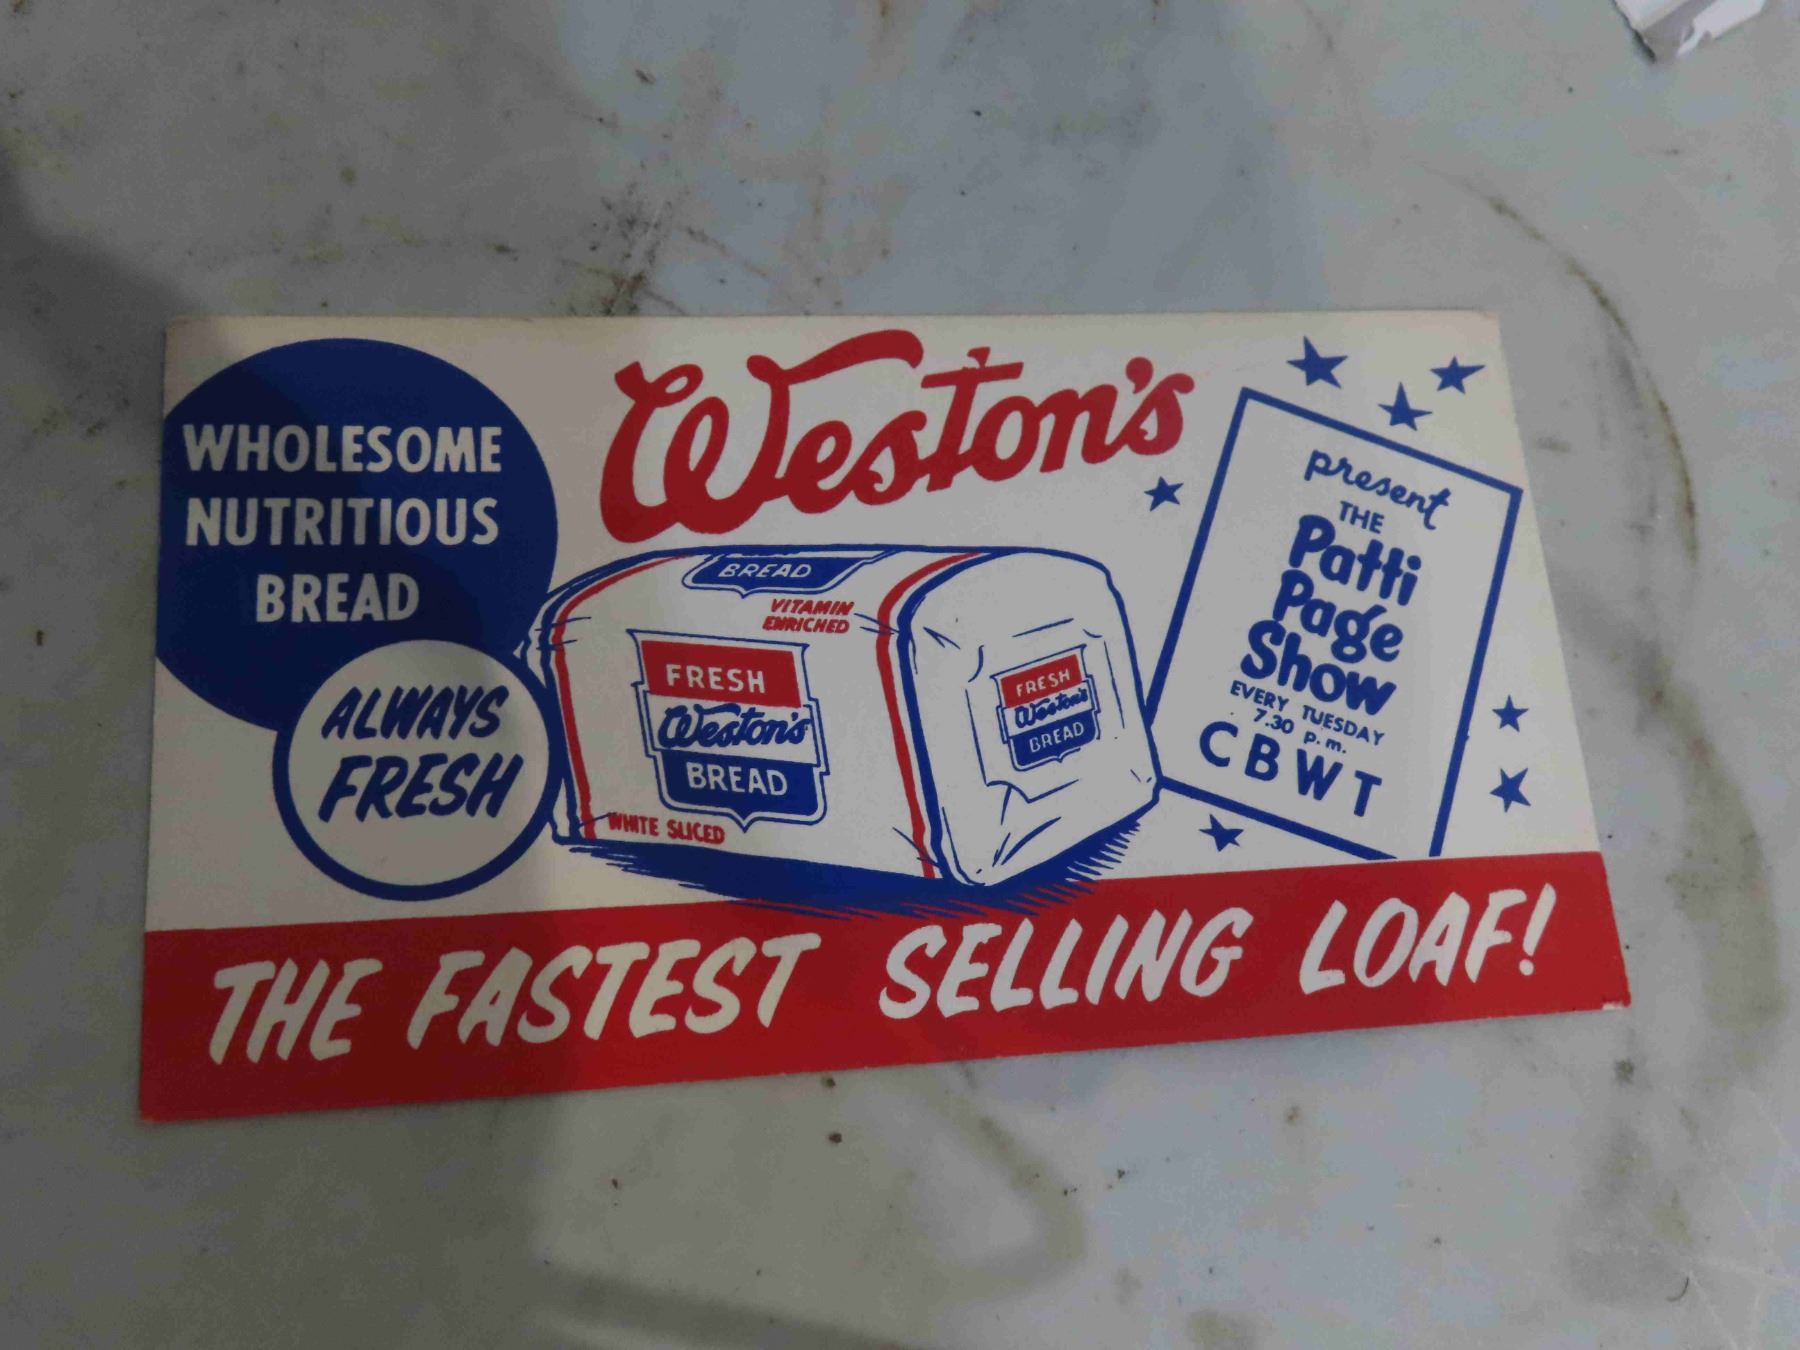 Weston's
WHOLESOME
NUTRITIOUS
BREAD
ALWAYS
FRESH
BREAD
VITAMIN
ENRICHED
FRESH
Weston's
BREAD
WHITE SLICED
FRESH
Weston's
BREAD
present
THE
Patti
Page
Show
EVERY TUESDAY
7.30 p.m.
CBWT
THE FASTEST SELLING LOAF!